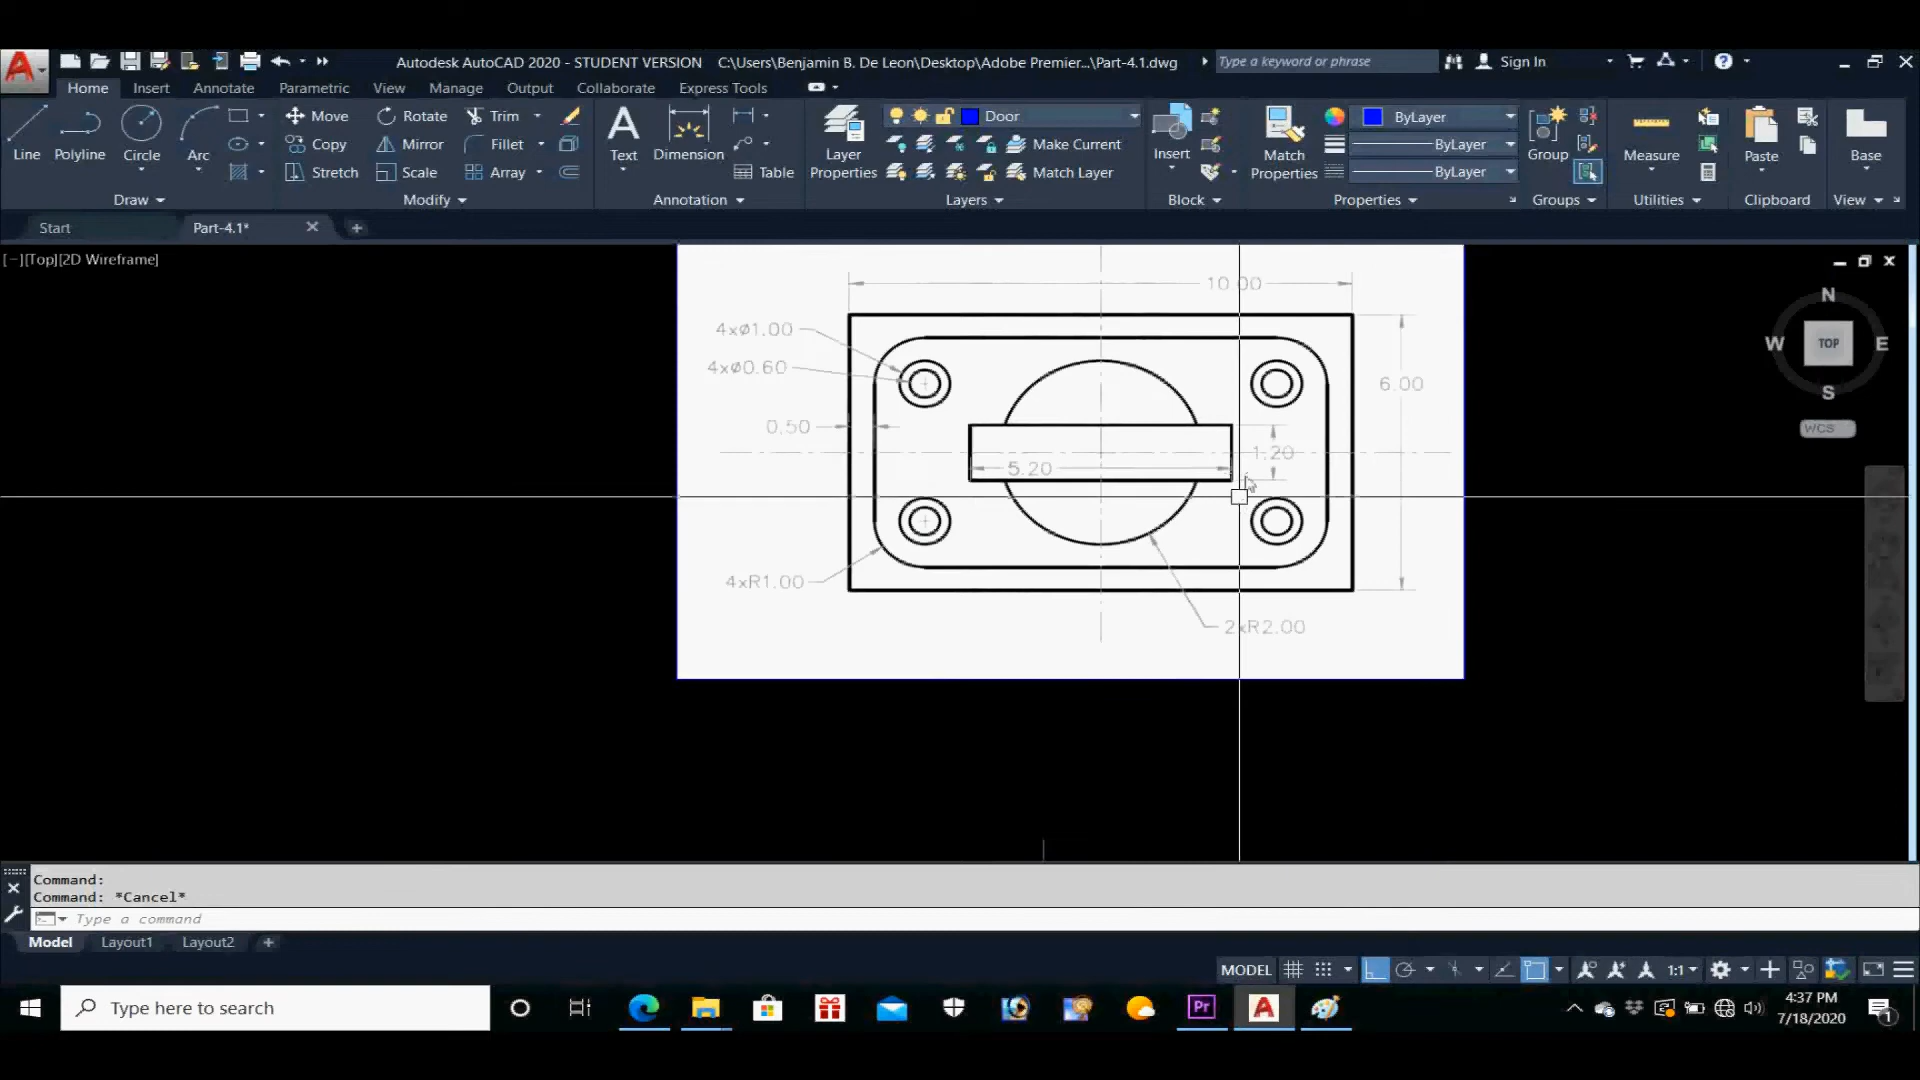 Autodesk AutoCAD 2020 - STUDENT VERSION C:\Users\Benjamin B. De Leon\Desktop\Adobe Premier...\Part-4.1.dwg Type a keyword or phrase Sign In
Home Insert Annotate Parametric View Manage Output Collaborate Express Tools
Line Polyline Circle Arc
Move Rotate Trim
Copy Mirror Fillet
Stretch Scale Array
Text Dimension Table
Layer Properties
Door
Make Current
Match Layer
Insert
Match Properties
ByLayer
ByLayer
ByLayer
Group Measure Paste Base
Draw Modify Annotation Layers Block Properties Groups Utilities Clipboard View
Start Part-4.1*
[−][Top][2D Wireframe]
N
W TOP E
S
WCS
10.00
4xø1.00
4xø0.60
6.00
0.50
1.20
5.20
4xR1.00
2xR2.00
Command:
Command: *Cancel*
Type a command
Model Layout1 Layout2
MODEL 1:1
Type here to search
Pr
A
4:37 PM
7/18/2020
1